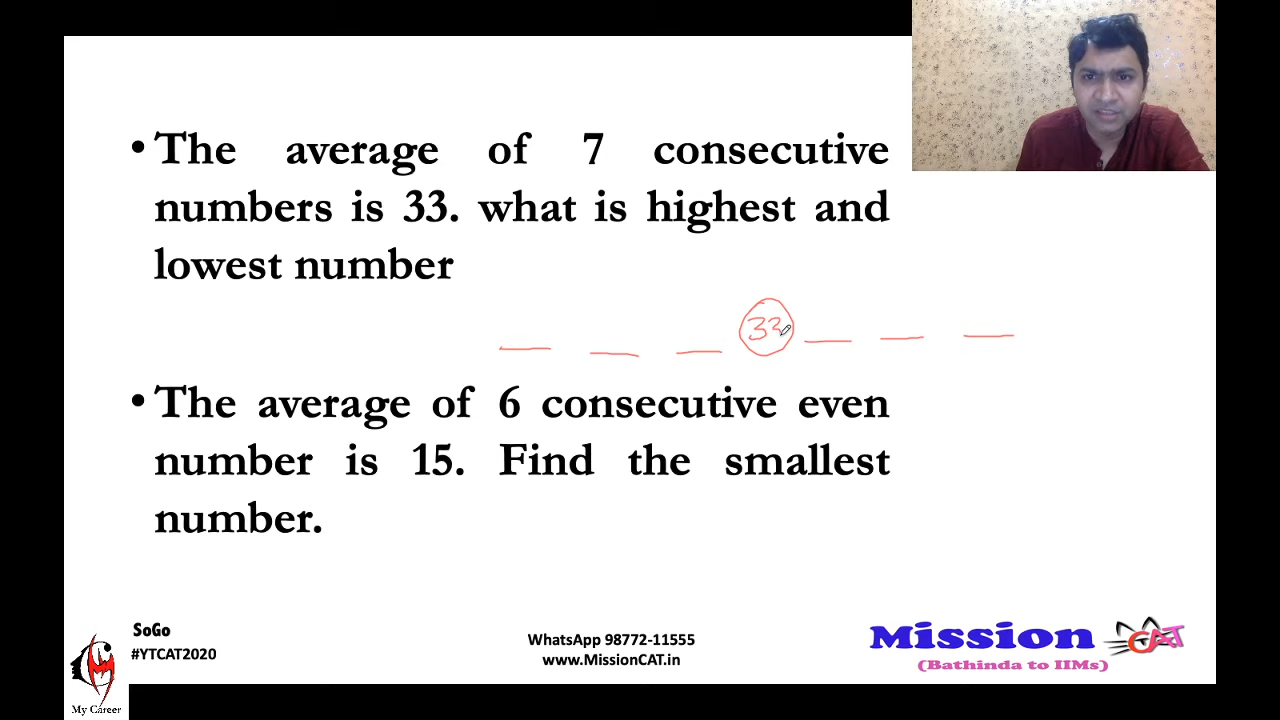 • The average of 7 consecutive
numbers is 33. what is highest and
lowest number
33
• The average of 6 consecutive even
number is 15. Find the smallest
number.
SoGo
#YTCAT2020
WhatsApp 98772-11555
www.MissionCAT.in
Mission CAT
(Bathinda to IIMs)
My Career